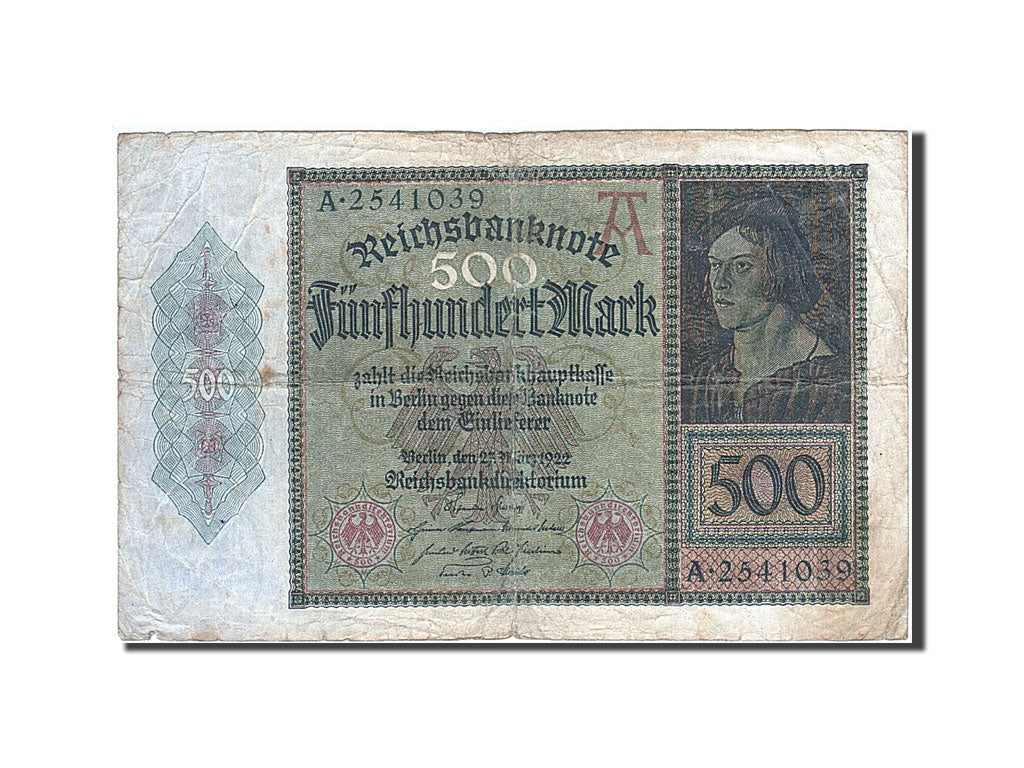 A·2541039
A
Reichsbanknote
500
Fünfhundert Mark
zahlt die Reichsbankhauptkasse
in Berlin gegen diese Banknote
dem Einlieferer
Berlin, den 27. März 1922
Reichsbankdirektorium
500
500
A·2541039